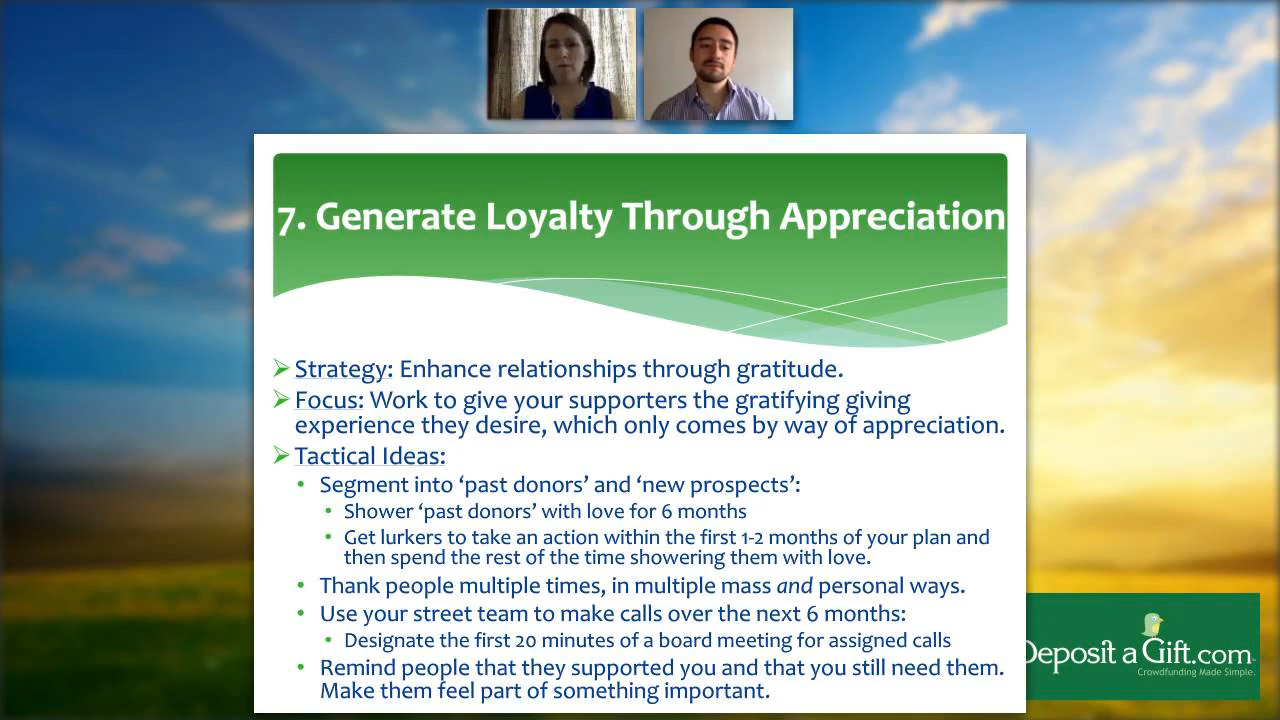 7. Generate Loyalty Through Appreciation
Strategy: Enhance relationships through gratitude.
Focus: Work to give your supporters the gratifying giving
experience they desire, which only comes by way of appreciation.
Tactical Ideas:
Segment into ‘past donors’ and ‘new prospects’:
Shower ‘past donors’ with love for 6 months
Get lurkers to take an action within the first 1-2 months of your plan and
then spend the rest of the time showering them with love.
Thank people multiple times, in multiple mass and personal ways.
Use your street team to make calls over the next 6 months:
Designate the first 20 minutes of a board meeting for assigned calls
Remind people that they supported you and that you still need them.
Make them feel part of something important.
Deposit a Gift.com
Crowdfunding Made Simple.